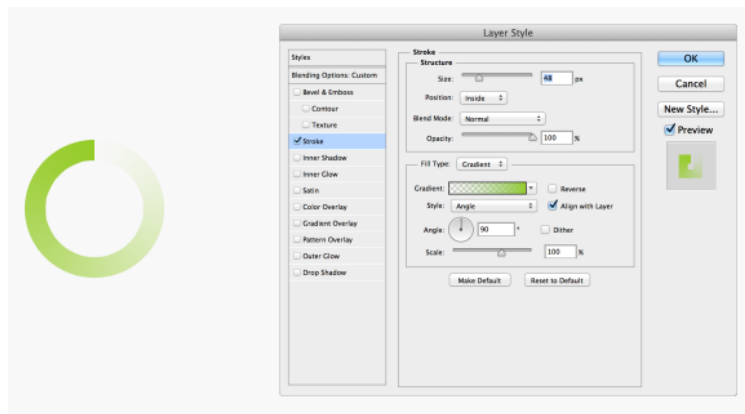 Layer Style
Styles
Blending Options: Custom
Bevel & Emboss
Contour
Texture
Stroke
Inner Shadow
Inner Glow
Satin
Color Overlay
Gradient Overlay
Pattern Overlay
Outer Glow
Drop Shadow
Stroke
Structure
Size: 48 px
Position: Inside
Blend Mode: Normal
Opacity: 100 %
Fill Type: Gradient
Gradient: Reverse
Style: Angle Align with Layer
Angle: 90 ° Dither
Scale: 100 %
Make Default Reset to Default
OK
Cancel
New Style...
Preview